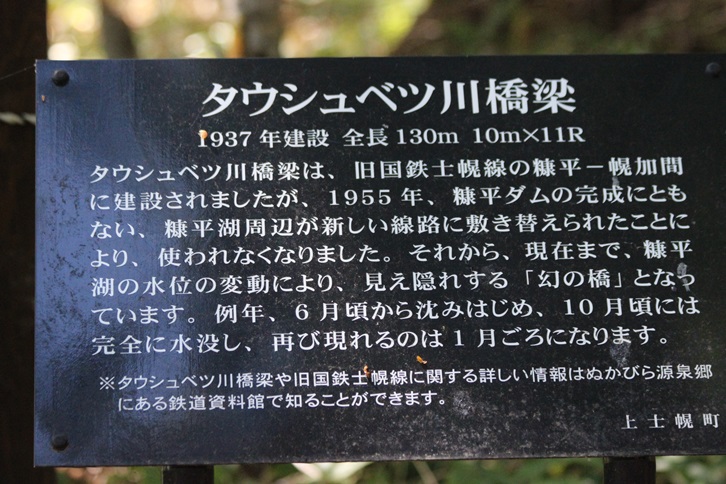 タウシュベツ川橋梁
1937年建設 全長130m 10m×11R
タウシュベツ川橋梁は、旧国鉄士幌線の糠平－幌加間
に建設されましたが、1955年、糠平ダムの完成にとも
ない、糠平湖周辺が新しい線路に敷き替えられたことに
より、使われなくなりました。それから、現在まで、糠平
湖の水位の変動により、見え隠れする「幻の橋」となっ
ています。例年、6月頃から沈みはじめ、10月頃には
完全に水没し、再び現れるのは1月ごろになります。
※タウシュベツ川橋梁や旧国鉄士幌線に関する詳しい情報はぬかびら源泉郷
にある鉄道資料館で知ることができます。
上士幌町